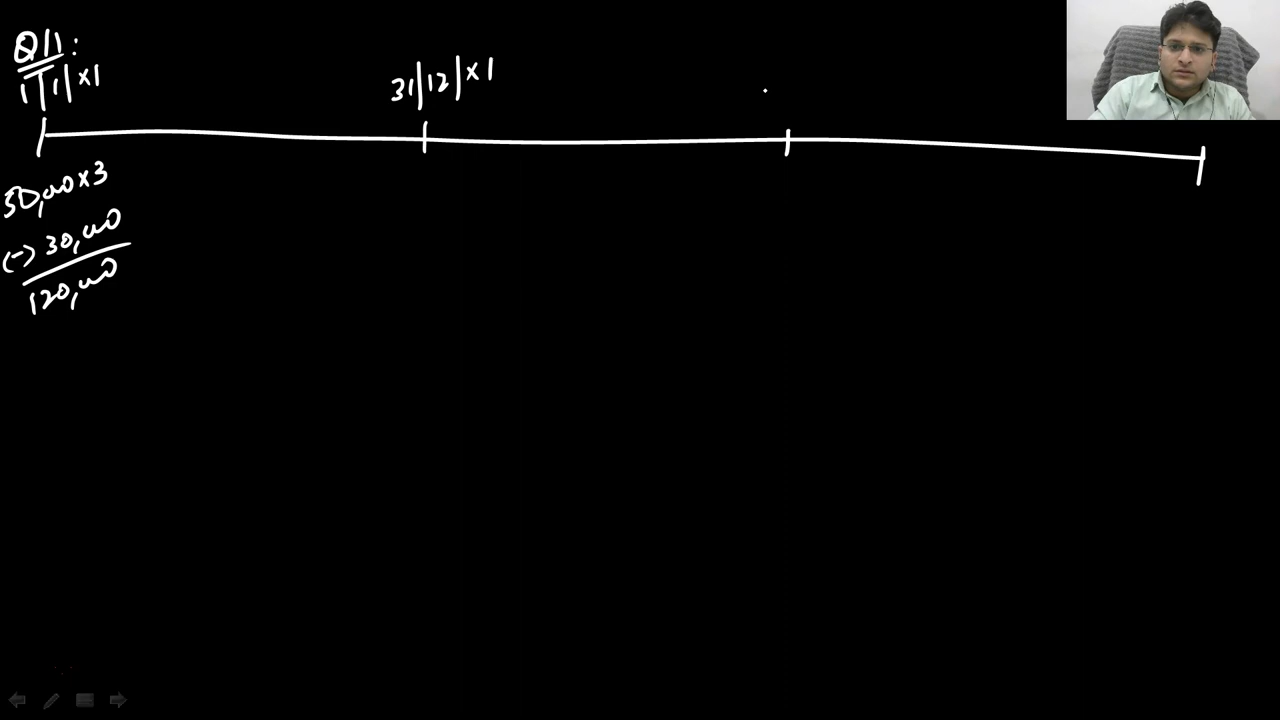 Q11:
1/1/x1
31/12/x1
50,000x3
(-) 30,000
120,000